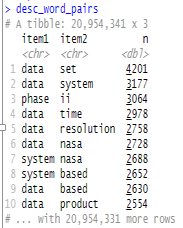 > desc_word_pairs
# A tibble: 20,954,341 x 3
item1 item2 n
<chr> <chr> <dbl>
1 data set 4201
2 data system 3177
3 phase ii 3064
4 data time 2978
5 data resolution 2758
6 data nasa 2728
7 system nasa 2688
8 system based 2652
9 data based 2630
10 data product 2554
# ... with 20,954,331 more rows